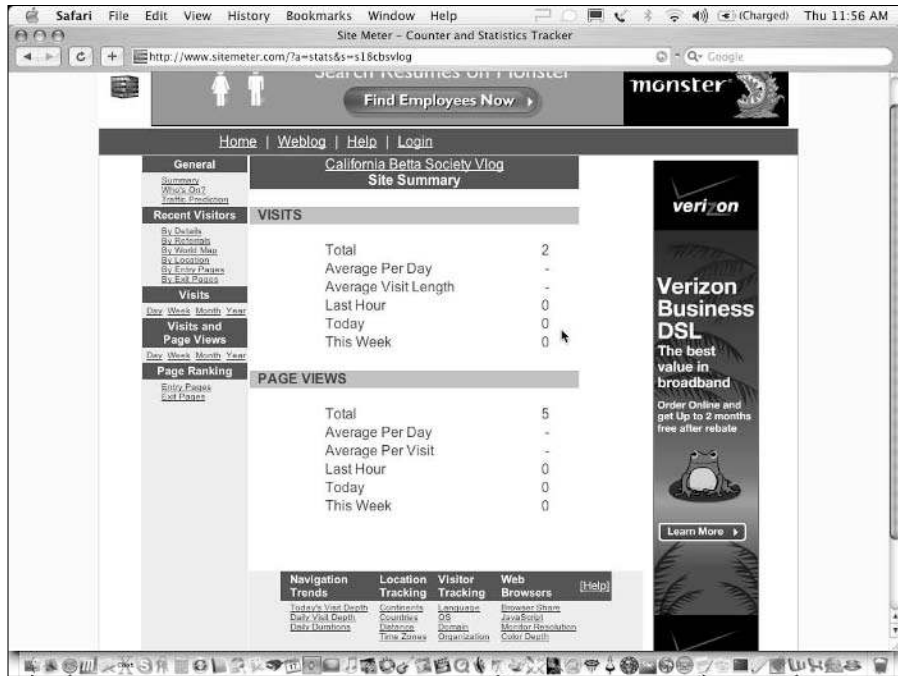 Safari File Edit View History Bookmarks Window Help (Charged) Thu 11:56 AM
Site Meter – Counter and Statistics Tracker
http://www.sitemeter.com/?a=stats&s=s18cbsvlog
Google
Search Resumes on Monster
Find Employees Now
monster
Home | Weblog | Help | Login
General
Summary
Who's On?
Traffic Prediction
Recent Visitors
By Details
By Referrals
By World Map
By Location
By Entry Pages
By Exit Pages
Visits
Day Week Month Year
Visits and
Page Views
Day Week Month Year
Page Ranking
Entry Pages
Exit Pages
California Betta Society Vlog
Site Summary
VISITS
Total 2
Average Per Day -
Average Visit Length -
Last Hour 0
Today 0
This Week 0
PAGE VIEWS
Total 5
Average Per Day -
Average Per Visit -
Last Hour 0
Today 0
This Week 0
Navigation
Trends
Today's Visit Depth
Daily Visit Depth
Daily Durations
Location
Tracking
Continents
Countries
Distance
Time Zones
Visitor
Tracking
Language
OS
Domain
Organization
Web
Browsers
Browser Share
JavaScript
Monitor Resolution
Color Depth
[Help]
verizon
Verizon
Business
DSL
The best
value in
broadband
Order Online and
get Up to 2 months
free after rebate
Learn More